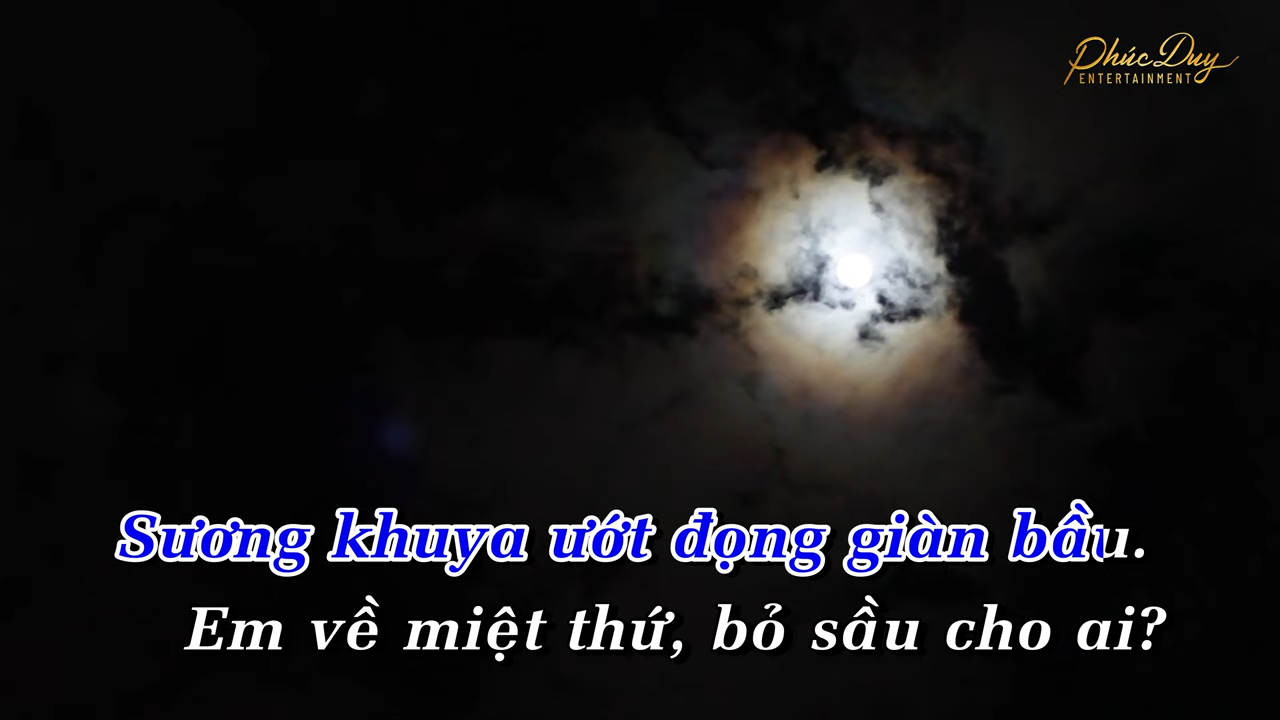 Phúc Duy
ENTERTAINMENT
Sương khuya ướt đọng giàn bầu.
Em về miệt thứ, bỏ sầu cho ai?